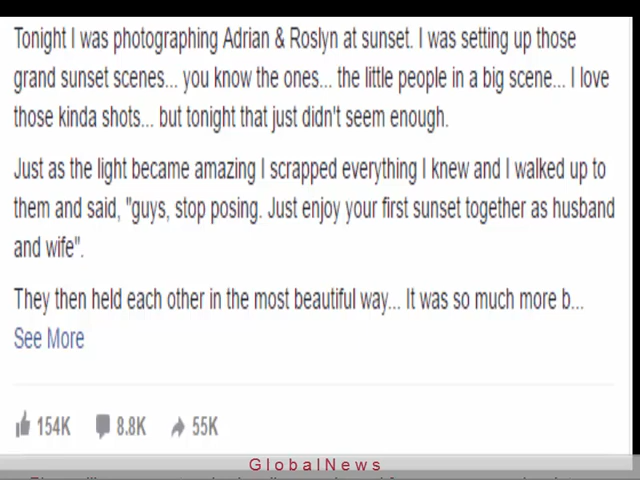 Tonight I was photographing Adrian & Roslyn at sunset. I was setting up those
grand sunset scenes... you know the ones... the little people in a big scene... I love
those kinda shots... but tonight that just didn't seem enough.
Just as the light became amazing I scrapped everything I knew and I walked up to
them and said, "guys, stop posing. Just enjoy your first sunset together as husband
and wife".
They then held each other in the most beautiful way... It was so much more b...
See More
154K 8.8K 55K
GlobalNews